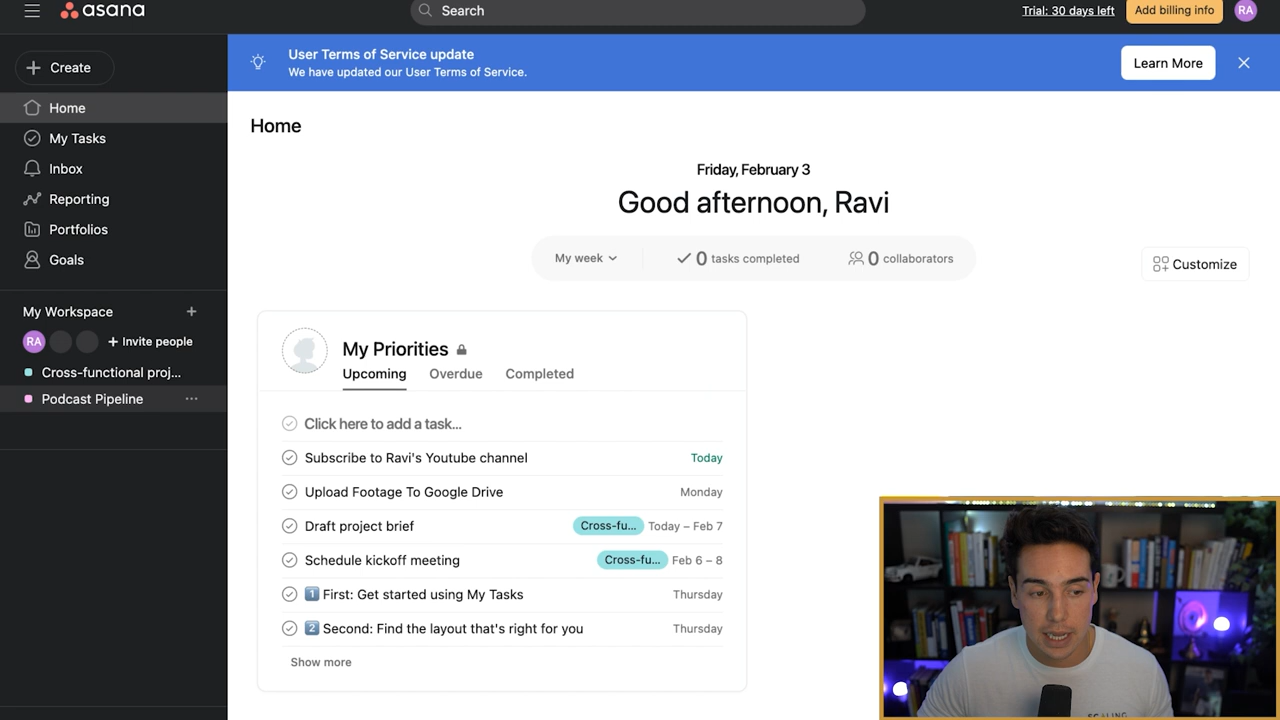 asana
Search
Trial: 30 days left
Add billing info
RA
Create
User Terms of Service update
We have updated our User Terms of Service.
Learn More
Home
My Tasks
Inbox
Reporting
Portfolios
Goals
My Workspace
RA
Invite people
Cross-functional proj...
Podcast Pipeline
Home
Friday, February 3
Good afternoon, Ravi
My week
0 tasks completed
0 collaborators
Customize
My Priorities
Upcoming Overdue Completed
Click here to add a task...
Subscribe to Ravi's Youtube channel Today
Upload Footage To Google Drive Monday
Draft project brief Cross-fu... Today – Feb 7
Schedule kickoff meeting Cross-fu... Feb 6 – 8
1 First: Get started using My Tasks Thursday
2 Second: Find the layout that's right for you Thursday
Show more
SCALING